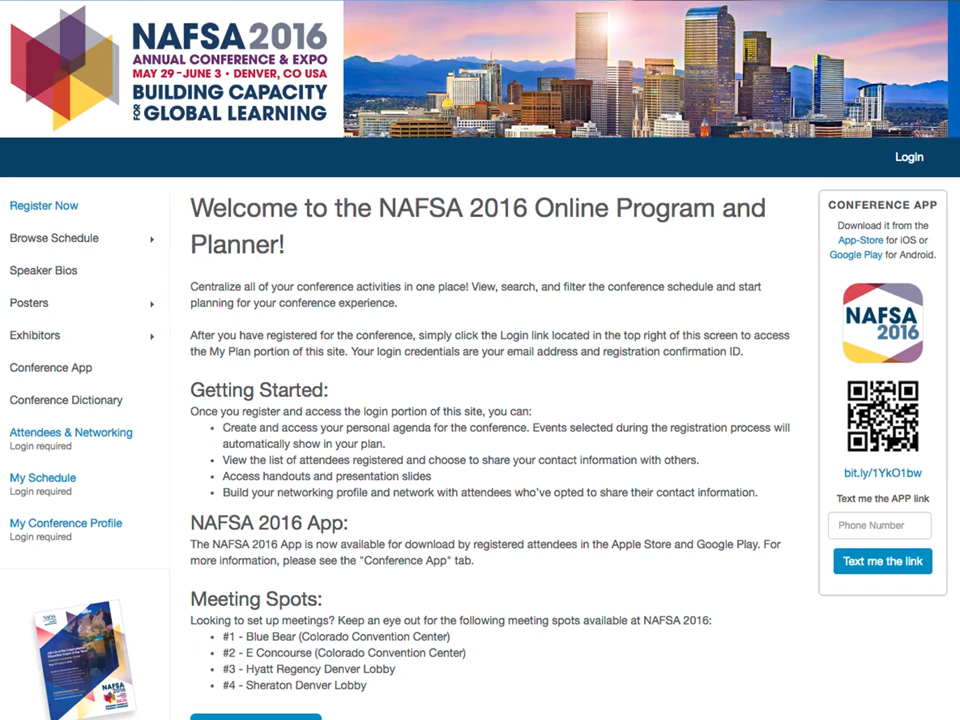 NAFSA 2016
ANNUAL CONFERENCE & EXPO
MAY 29 - JUNE 3 • DENVER, CO USA
BUILDING CAPACITY
FOR GLOBAL LEARNING
Login
Register Now
Browse Schedule
Speaker Bios
Posters
Exhibitors
Conference App
Conference Dictionary
Attendees & Networking
Login required
My Schedule
Login required
My Conference Profile
Login required
NAFSA
2016
BUILDING CAPACITY
GLOBAL LEARNING
Welcome to the NAFSA 2016 Online Program and
Planner!
Centralize all of your conference activities in one place! View, search, and filter the conference schedule and start
planning for your conference experience.
After you have registered for the conference, simply click the Login link located in the top right of this screen to access
the My Plan portion of this site. Your login credentials are your email address and registration confirmation ID.
Getting Started:
Once you register and access the login portion of this site, you can:
• Create and access your personal agenda for the conference. Events selected during the registration process will
automatically show in your plan.
• View the list of attendees registered and choose to share your contact information with others.
• Access handouts and presentation slides
• Build your networking profile and network with attendees who've opted to share their contact information.
NAFSA 2016 App:
The NAFSA 2016 App is now available for download by registered attendees in the Apple Store and Google Play. For
more information, please see the "Conference App" tab.
Meeting Spots:
Looking to set up meetings? Keep an eye out for the following meeting spots available at NAFSA 2016:
• #1 - Blue Bear (Colorado Convention Center)
• #2 - E Concourse (Colorado Convention Center)
• #3 - Hyatt Regency Denver Lobby
• #4 - Sheraton Denver Lobby
CONFERENCE APP
Download it from the
App-Store for iOS or
Google Play for Android.
NAFSA
2016
bit.ly/1YkO1bw
Text me the APP link
Phone Number
Text me the link